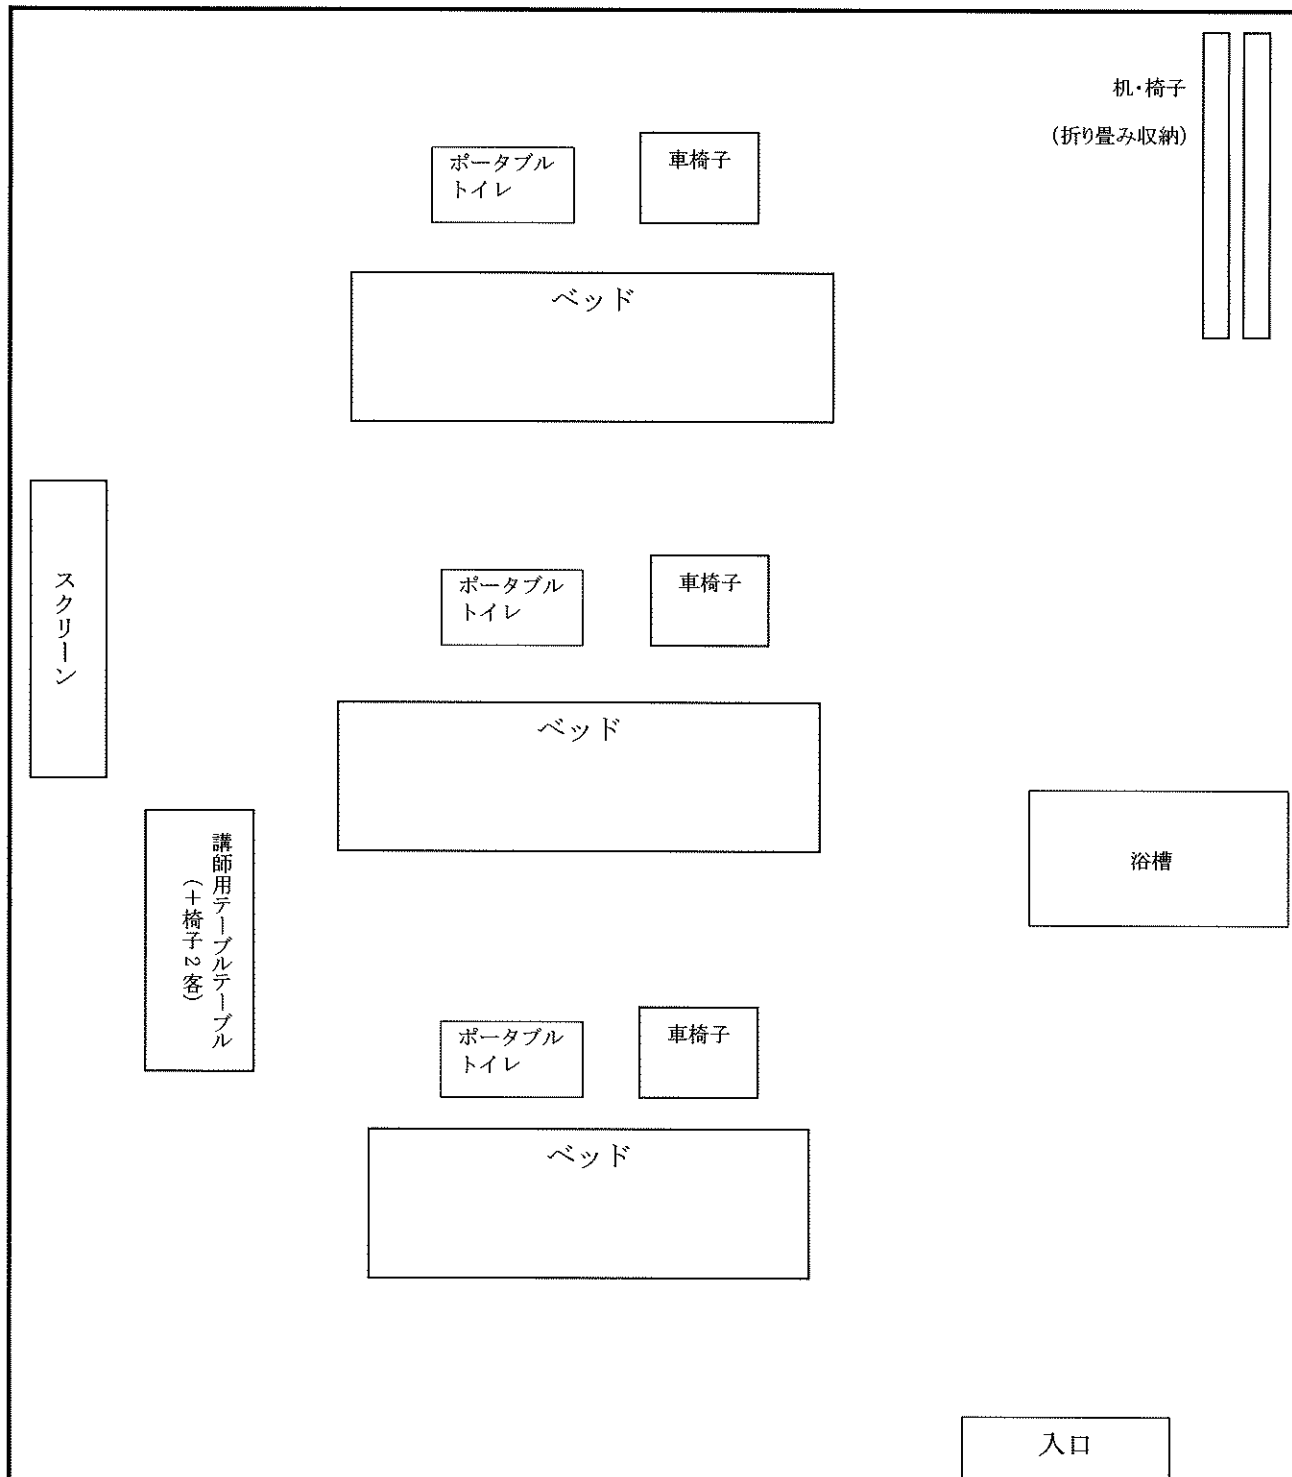 机・椅子
(折り畳み収納)
ポータブル
トイレ
車椅子
ベッド
スクリーン
ポータブル
トイレ
車椅子
ベッド
講師用テーブルテーブル
(＋椅子2客)
浴槽
ポータブル
トイレ
車椅子
ベッド
入口